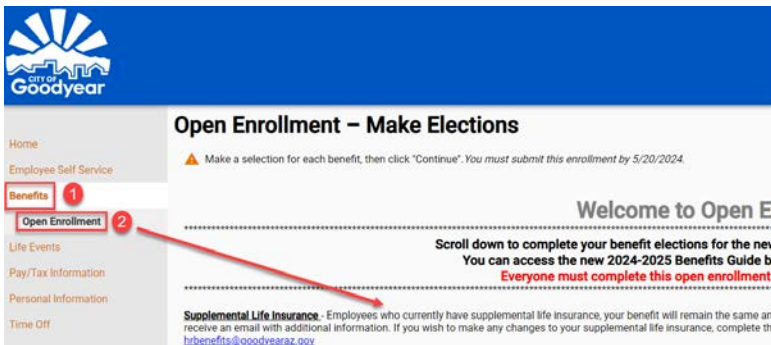 CITY OF
Goodyear
Home
Employee Self Service
Benefits 1
Open Enrollment 2
Life Events
Pay/Tax Information
Personal Information
Time Off
Open Enrollment – Make Elections
Make a selection for each benefit, then click "Continue". You must submit this enrollment by 5/20/2024.
Welcome to Open E
Scroll down to complete your benefit elections for the new
You can access the new 2024-2025 Benefits Guide b
Everyone must complete this open enrollment
Supplemental Life Insurance - Employees who currently have supplemental life insurance, your benefit will remain the same an
receive an email with additional information. If you wish to make any changes to your supplemental life insurance, complete th
hrbenefits@goodyearaz.gov